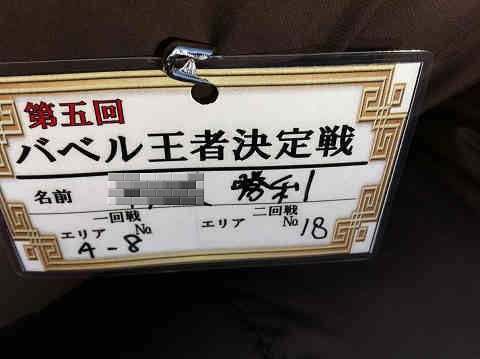 第五回
バベル王者決定戦
名前 勝利
一回戦 二回戦
エリア No エリア No 18
A-8